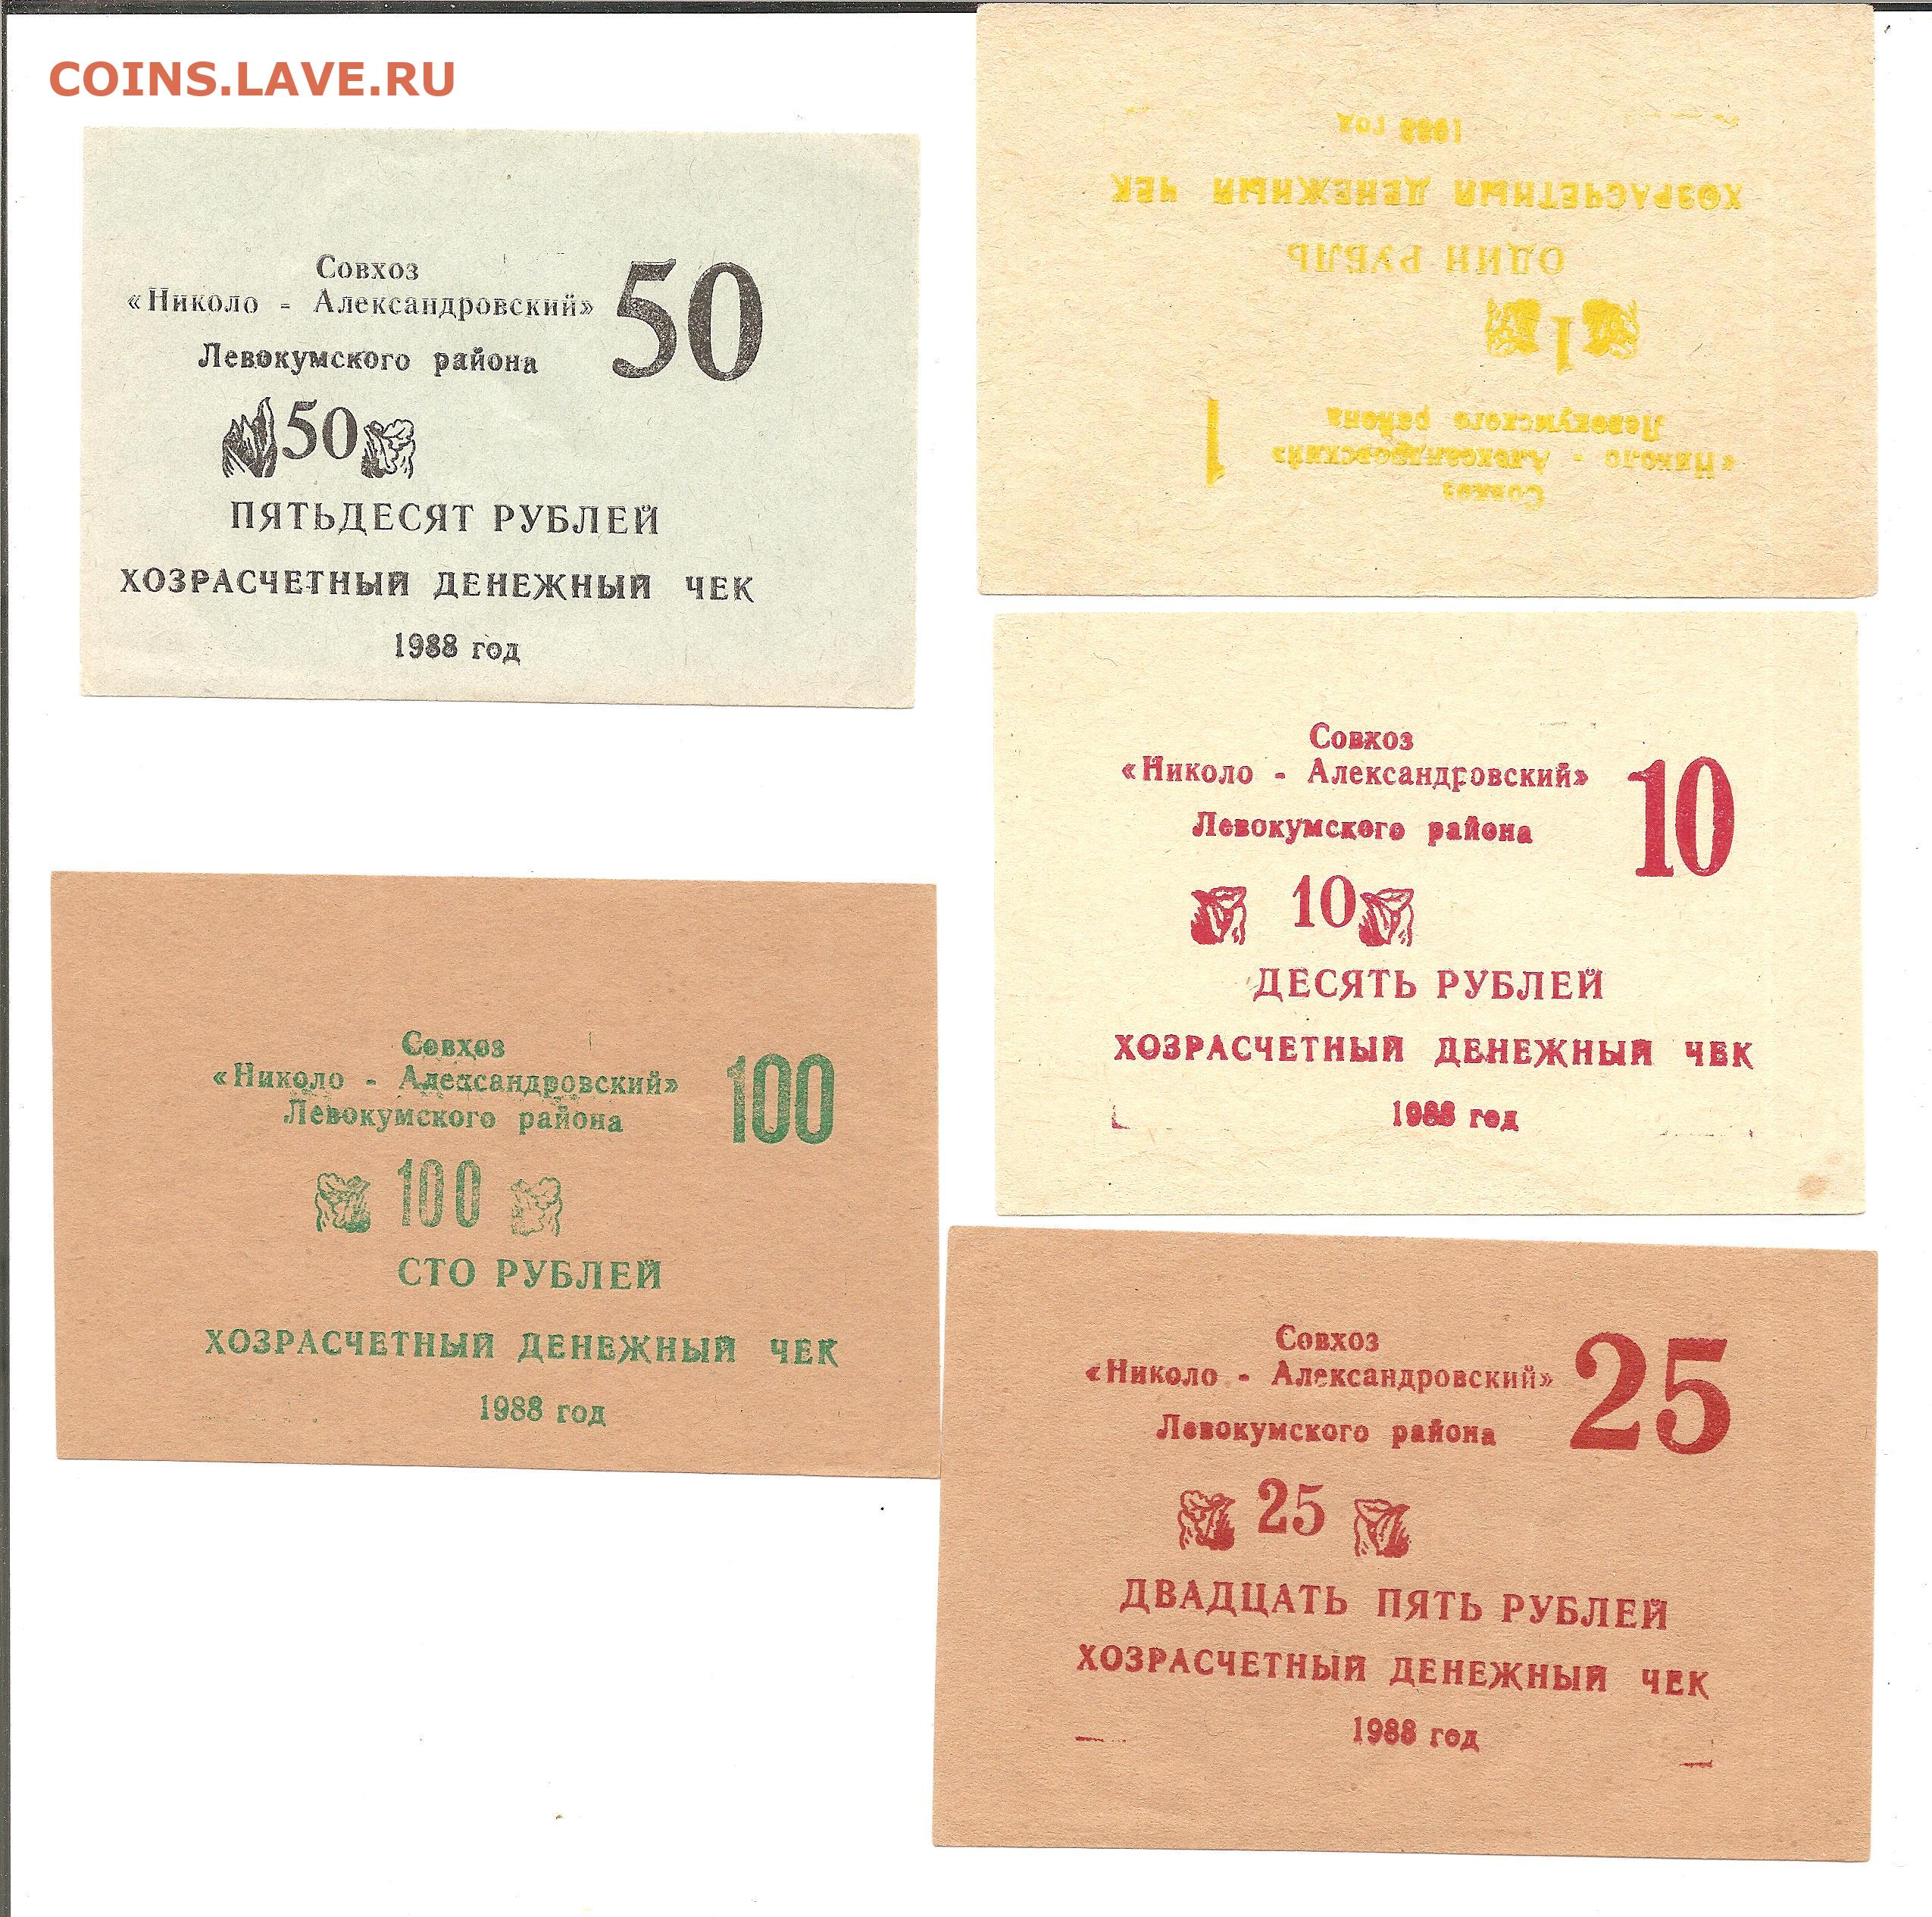 COINS.LAVE.RU
Совхоз
«Николо - Александровский»
50
Левокумского района
50
ПЯТЬДЕСЯТ РУБЛЕЙ
ХОЗРАСЧЕТНЫЙ ДЕНЕЖНЫЙ ЧЕК
1988 год
Совхоз
«Николо - Александровский»
Левокумского района
1
1
ОДИН РУБЛЬ
ХОЗРАСЧЕТНЫЙ ДЕНЕЖНЫЙ ЧЕК
1988 год
Совхоз
«Николо - Александровский»
10
Левокумского района
10
ДЕСЯТЬ РУБЛЕЙ
ХОЗРАСЧЕТНЫЙ ДЕНЕЖНЫЙ ЧЕК
1988 год
Совхоз
«Николо - Александровский»
100
Левокумского района
100
СТО РУБЛЕЙ
ХОЗРАСЧЕТНЫЙ ДЕНЕЖНЫЙ ЧЕК
1988 год
Совхоз
«Николо - Александровский»
25
Левокумского района
25
ДВАДЦАТЬ ПЯТЬ РУБЛЕЙ
ХОЗРАСЧЕТНЫЙ ДЕНЕЖНЫЙ ЧЕК
1988 год